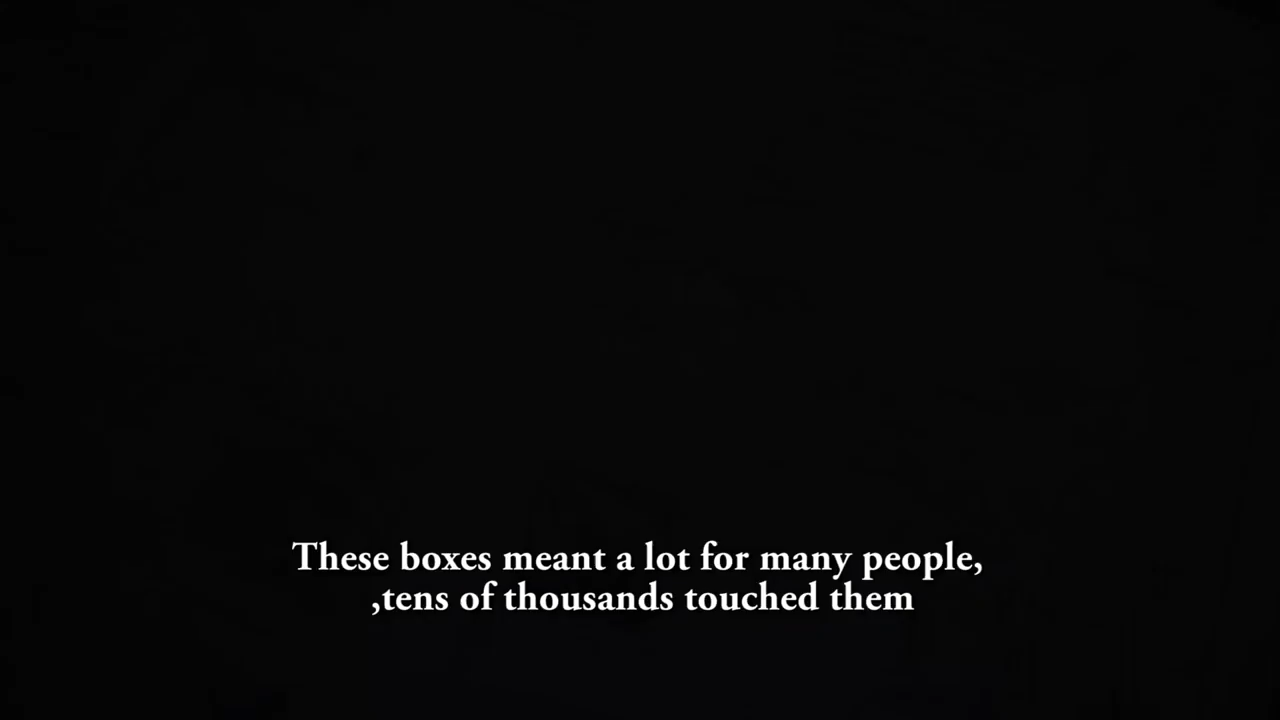 These boxes meant a lot for many people,
,tens of thousands touched them